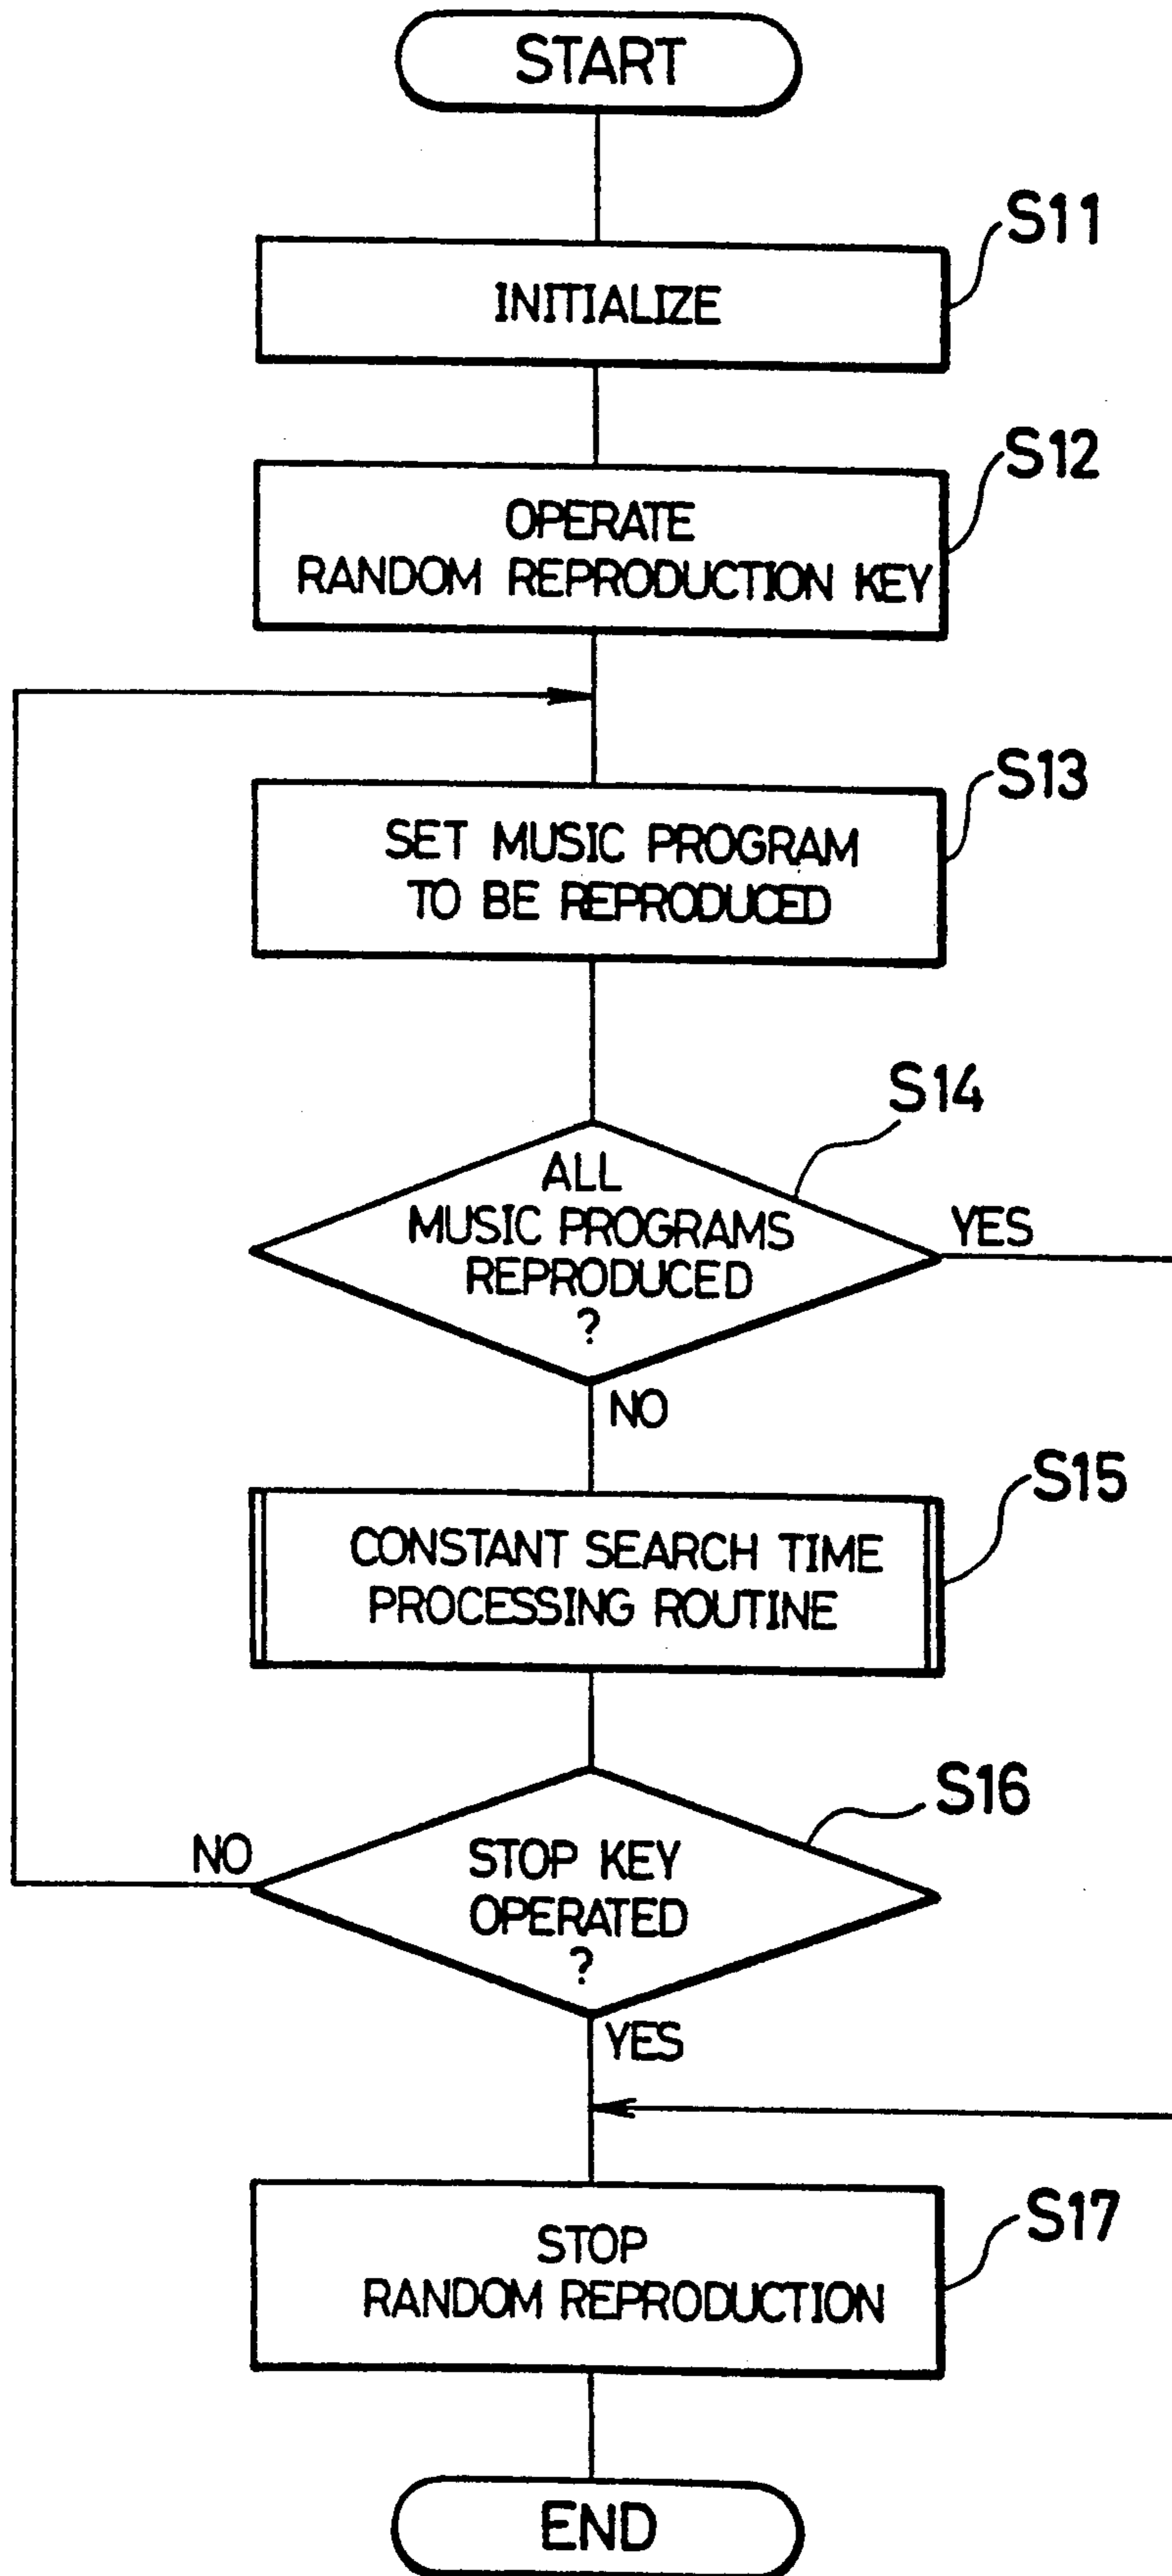 START
S11
INITIALIZE
S12
OPERATE
RANDOM REPRODUCTION KEY
S13
SET MUSIC PROGRAM
TO BE REPRODUCED
S14
ALL
MUSIC PROGRAMS
REPRODUCED
?
YES
NO
S15
CONSTANT SEARCH TIME
PROCESSING ROUTINE
S16
NO
STOP KEY
OPERATED
?
YES
S17
STOP
RANDOM REPRODUCTION
END